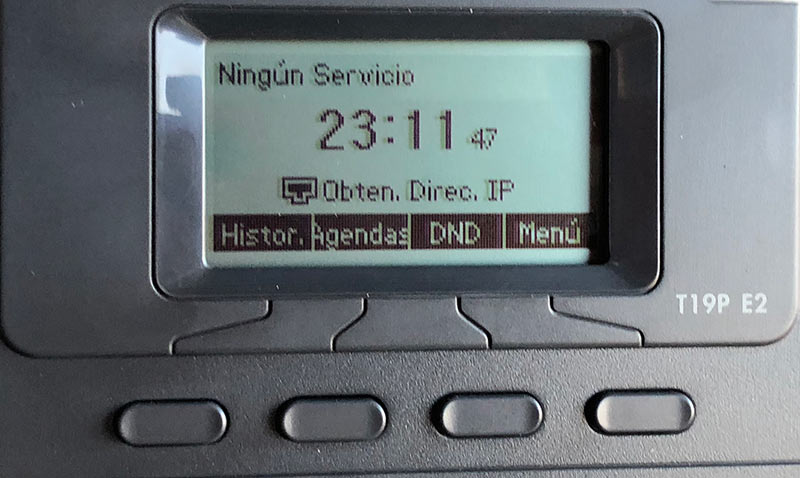 Ningún Servicio
23:11 47
Obten. Direc. IP
Histor. Agendas DND Menú
T19P E2